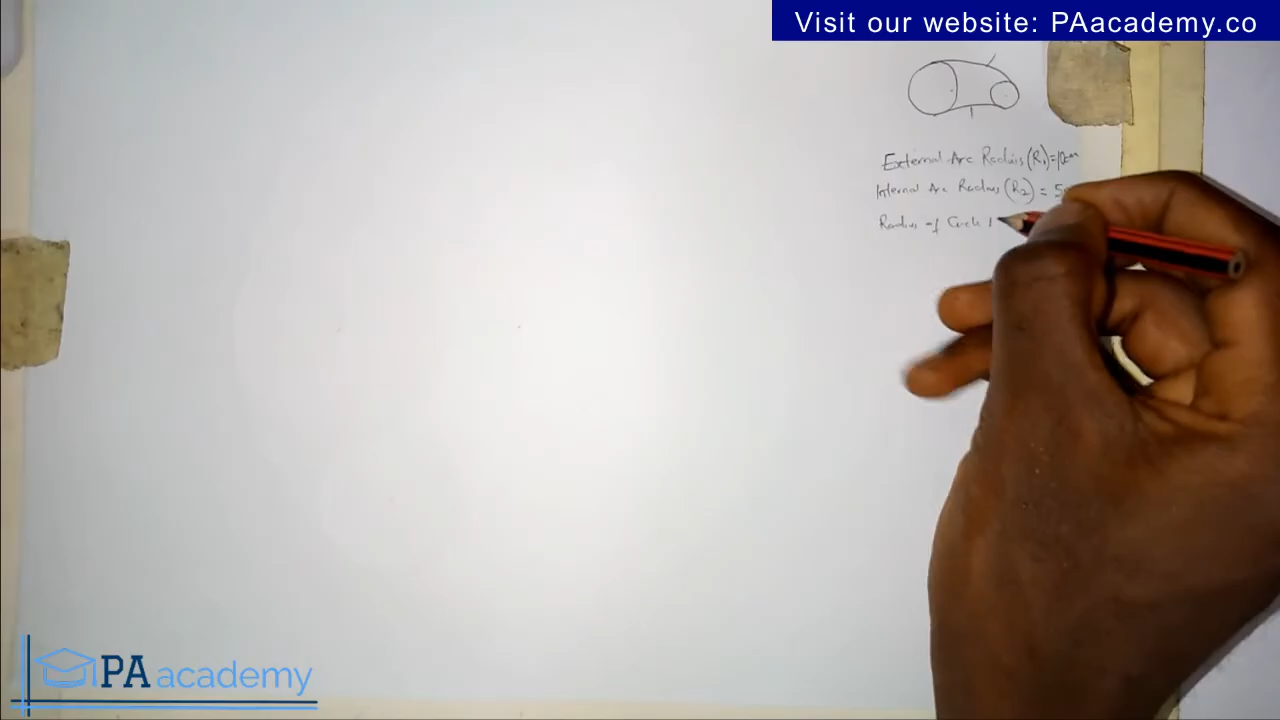 Visit our website: PAacademy.co
External Arc Radius (R1) = 10cm
Internal Arc Radius (R2) = 5
Radius of Circle 1
PA academy